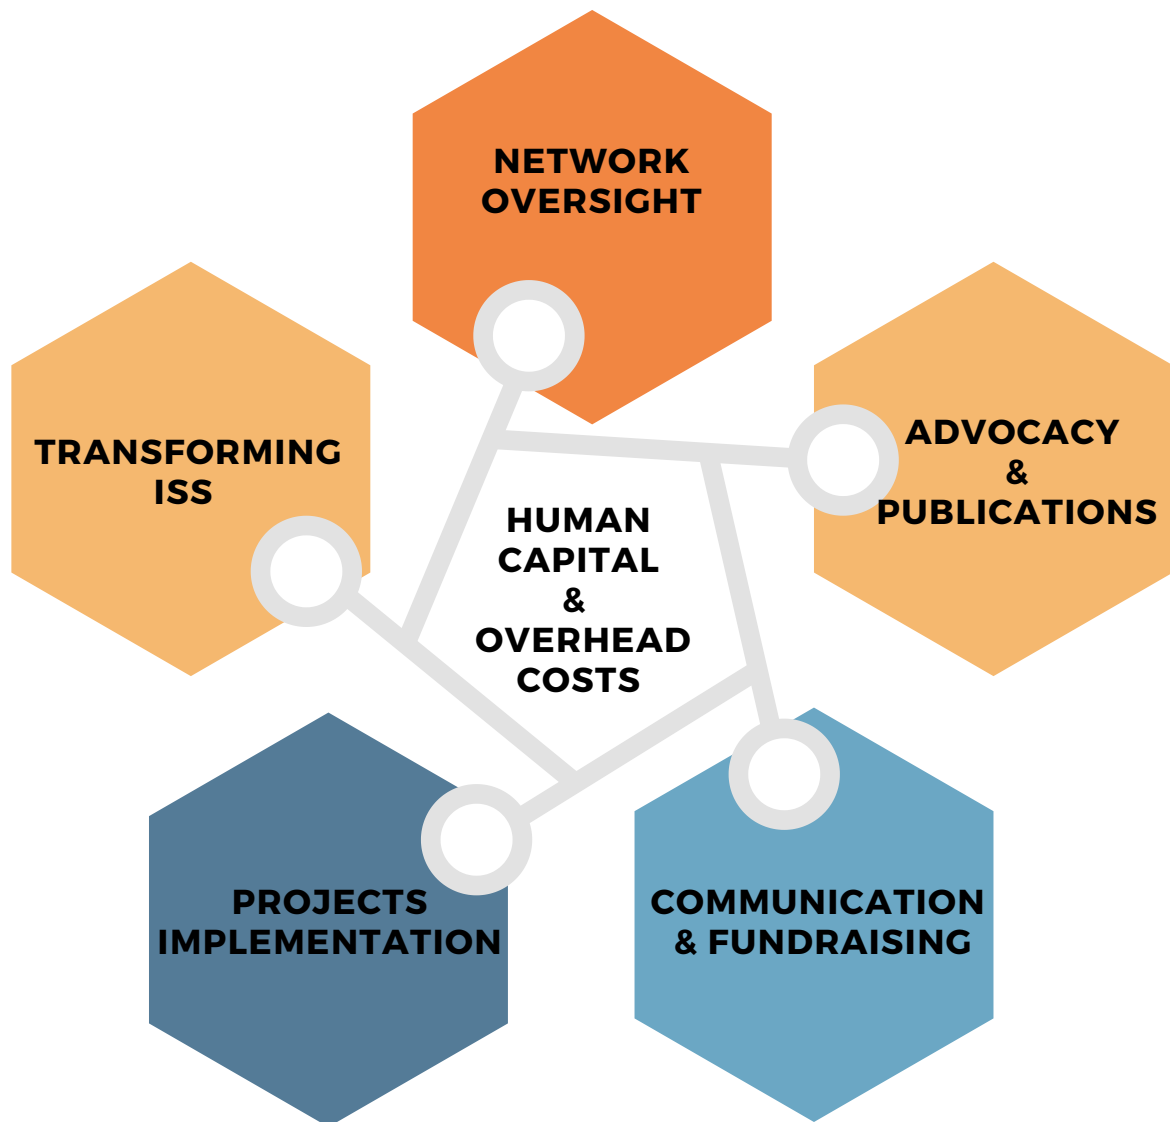 NETWORK
OVERSIGHT
TRANSFORMING
ISS
ADVOCACY
&
PUBLICATIONS
HUMAN
CAPITAL
&
OVERHEAD
COSTS
PROJECTS
IMPLEMENTATION
COMMUNICATION
& FUNDRAISING